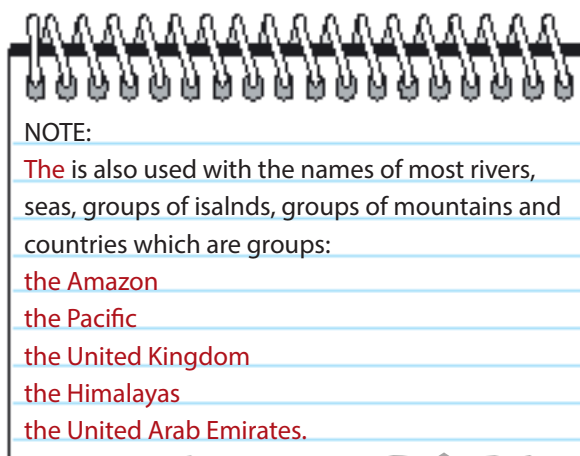 NOTE:
The is also used with the names of most rivers,
seas, groups of isalnds, groups of mountains and
countries which are groups:
the Amazon
the Pacific
the United Kingdom
the Himalayas
the United Arab Emirates.